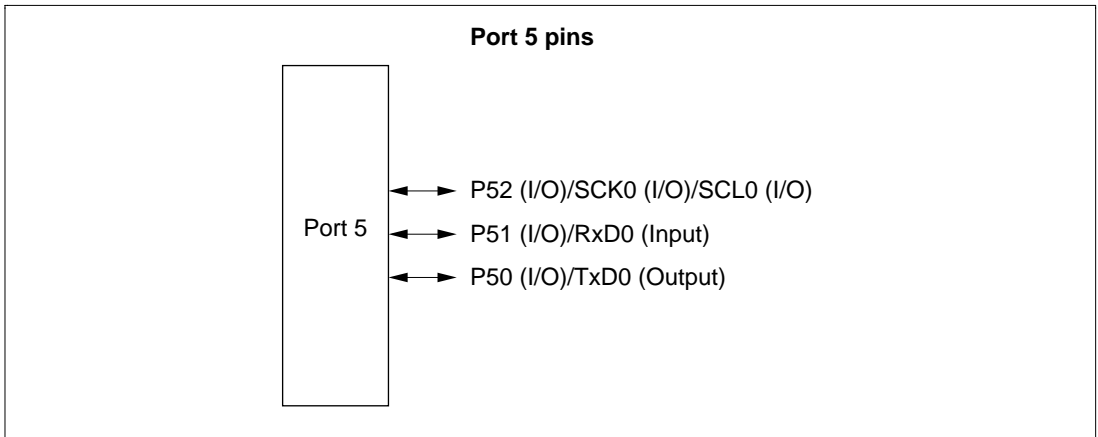 Port 5 pins
P52 (I/O)/SCK0 (I/O)/SCL0 (I/O)
Port 5
P51 (I/O)/RxD0 (Input)
P50 (I/O)/TxD0 (Output)